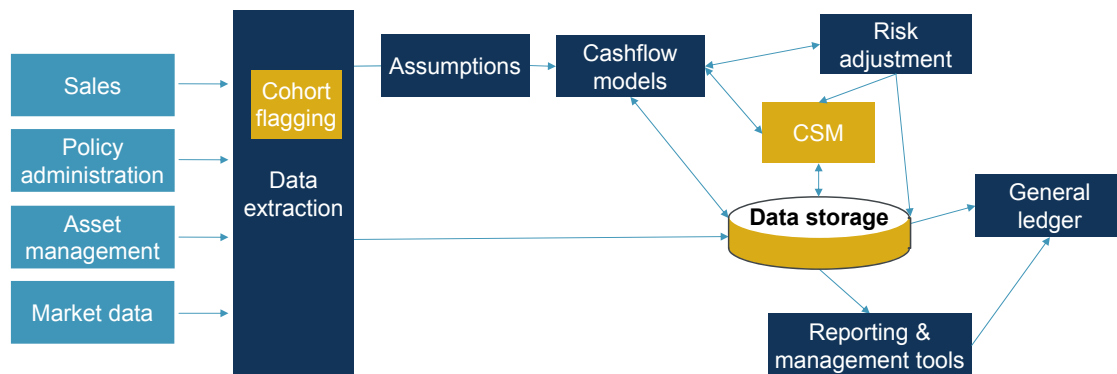 Sales
Policy
administration
Asset
management
Market data
Cohort
flagging
Data
extraction
Assumptions
Cashflow
models
Risk
adjustment
CSM
Data storage
General
ledger
Reporting &
management tools